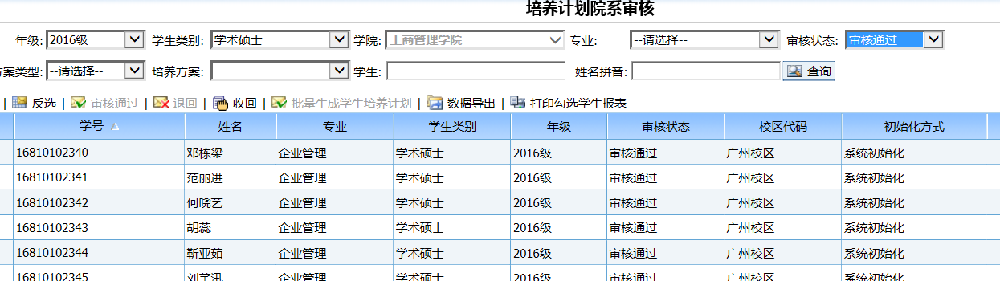 培养计划院系审核
年级: 2016级 学生类别: 学术硕士 学院: 工商管理学院 专业: --请选择-- 审核状态: 审核通过
案类型: --请选择-- 培养方案: 学生: 姓名拼音: 查询
反选 审核通过 退回 收回 批量生成学生培养计划 数据导出 打印勾选学生报表
学号 姓名 专业 学生类别 年级 审核状态 校区代码 初始化方式
16810102340 邓栋梁 企业管理 学术硕士 2016级 审核通过 广州校区 系统初始化
16810102341 范丽进 企业管理 学术硕士 2016级 审核通过 广州校区 系统初始化
16810102342 何晓艺 企业管理 学术硕士 2016级 审核通过 广州校区 系统初始化
16810102343 胡蕊 企业管理 学术硕士 2016级 审核通过 广州校区 系统初始化
16810102344 靳亚茹 企业管理 学术硕士 2016级 审核通过 广州校区 系统初始化
16810102345 企业管理 学术硕士 2016级 审核通过 广州校区 系统初始化